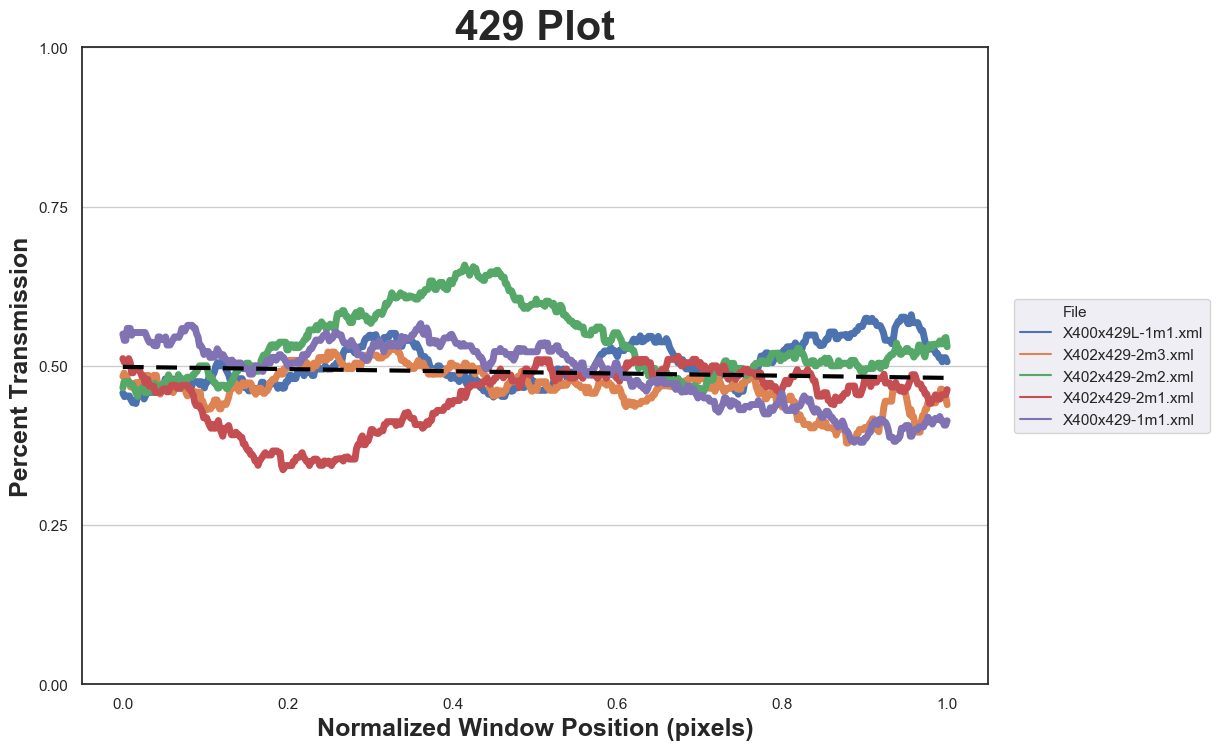 429 Plot
1.00
0.75
0.50
0.25
0.00
Percent Transmission
0.0 0.2 0.4 0.6 0.8 1.0
Normalized Window Position (pixels)
File
X400x429L-1m1.xml
X402x429-2m3.xml
X402x429-2m2.xml
X402x429-2m1.xml
X400x429-1m1.xml